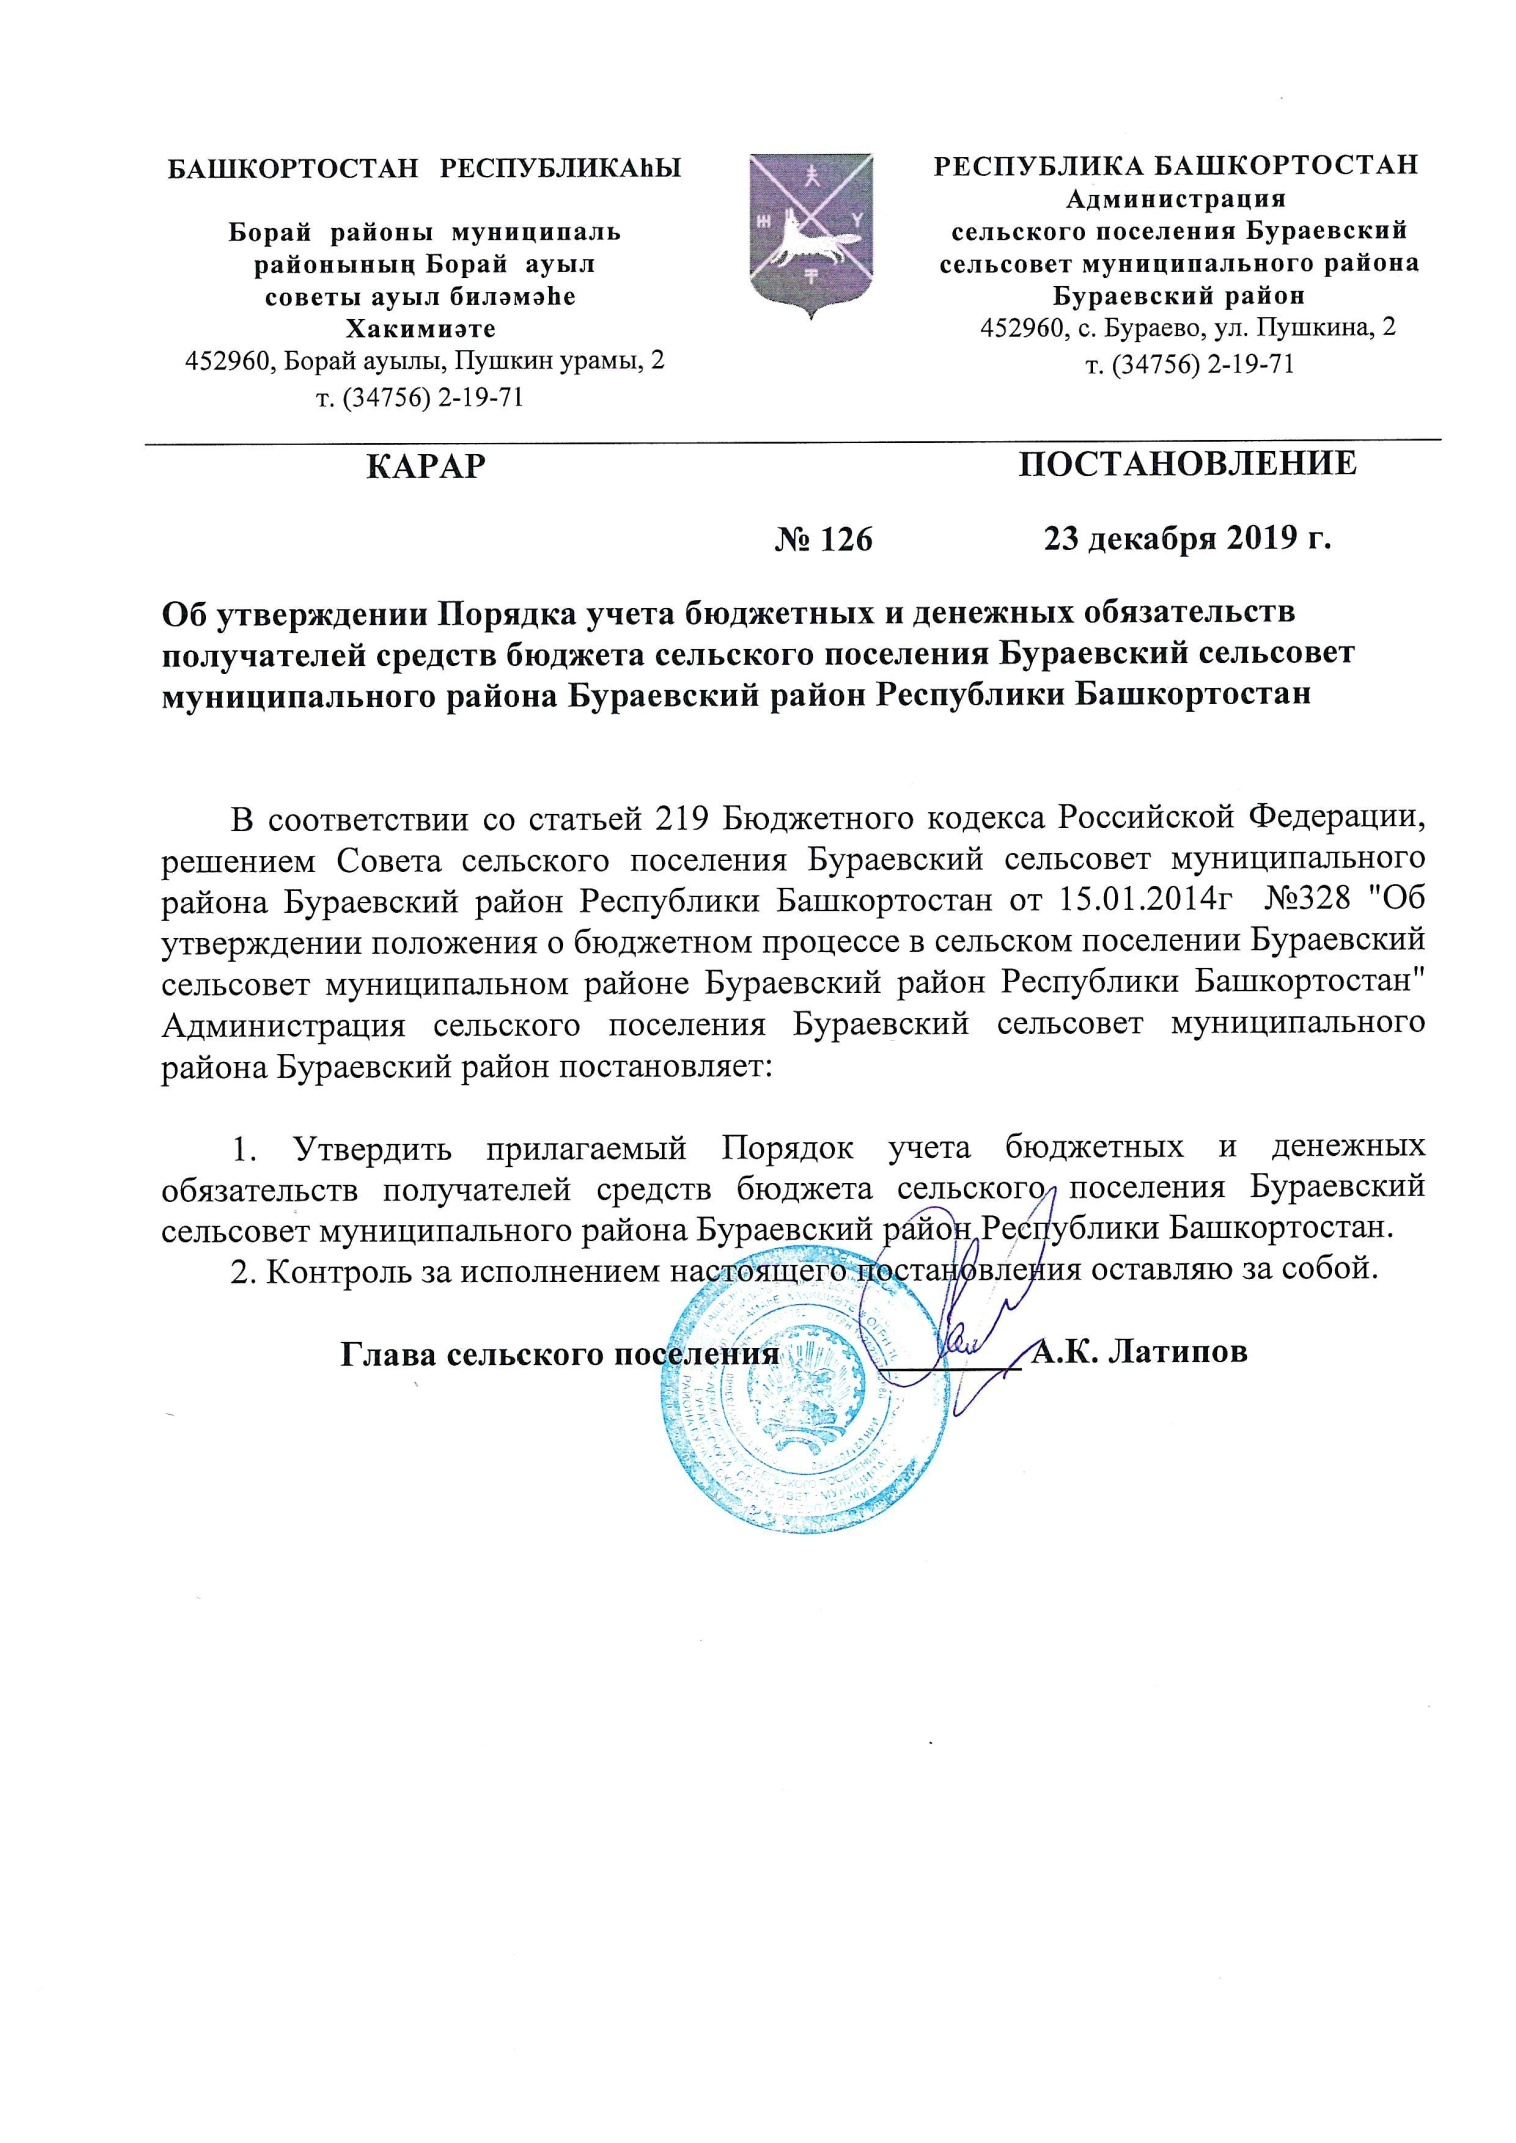 БАШКОРТОСТАН РЕСПУБЛИКАҺЫ
Борай районы муниципаль
районының Борай ауыл
советы ауыл биләмәһе
Хакимиәте
452960, Борай ауылы, Пушкин урамы, 2
т. (34756) 2-19-71
РЕСПУБЛИКА БАШКОРТОСТАН
Администрация
сельского поселения Бураевский
сельсовет муниципального района
Бураевский район
452960, с. Бураево, ул. Пушкина, 2
т. (34756) 2-19-71
КАРАР ПОСТАНОВЛЕНИЕ
№ 126 23 декабря 2019 г.
Об утверждении Порядка учета бюджетных и денежных обязательств
получателей средств бюджета сельского поселения Бураевский сельсовет
муниципального района Бураевский район Республики Башкортостан
В соответствии со статьей 219 Бюджетного кодекса Российской Федерации,
решением Совета сельского поселения Бураевский сельсовет муниципального
района Бураевский район Республики Башкортостан от 15.01.2014г №328 "Об
утверждении положения о бюджетном процессе в сельском поселении Бураевский
сельсовет муниципальном районе Бураевский район Республики Башкортостан"
Администрация сельского поселения Бураевский сельсовет муниципального
района Бураевский район постановляет:
1. Утвердить прилагаемый Порядок учета бюджетных и денежных
обязательств получателей средств бюджета сельского поселения Бураевский
сельсовет муниципального района Бураевский район Республики Башкортостан.
2. Контроль за исполнением настоящего постановления оставляю за собой.
Глава сельского поселения ________ А.К. Латипов